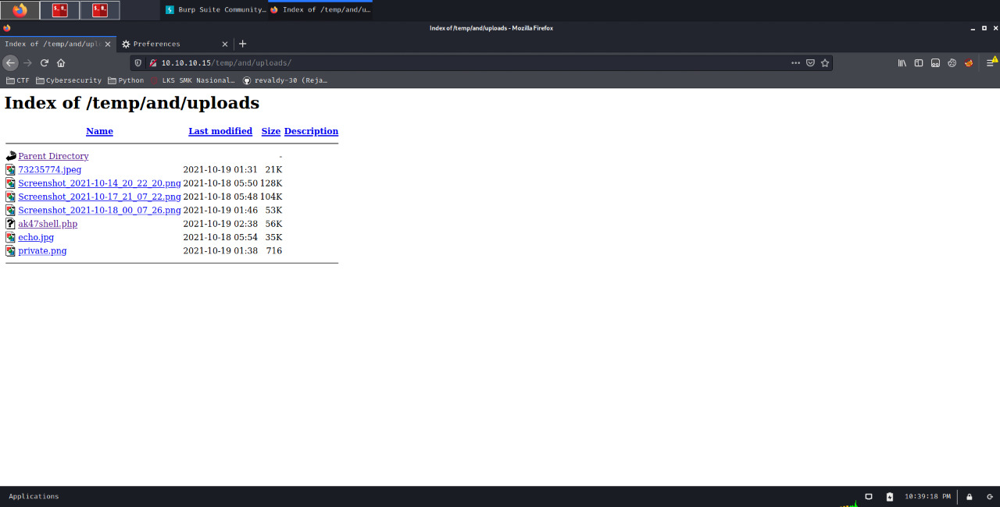 Burp Suite Community... Index of /temp/and/u...
Index of /temp/and/uploads - Mozilla Firefox
Index of /temp/and/upl Preferences
10.10.10.15/temp/and/uploads/
CTF Cybersecurity Python LKS SMK Nasional... revaldy-30 (Reja...
Index of /temp/and/uploads
Name Last modified Size Description
Parent Directory -
73235774.jpeg 2021-10-19 01:31 21K
Screenshot_2021-10-14_20_22_20.png 2021-10-18 05:50 128K
Screenshot_2021-10-17_21_07_22.png 2021-10-18 05:48 104K
Screenshot_2021-10-18_00_07_26.png 2021-10-19 01:46 53K
ak47shell.php 2021-10-19 02:38 56K
echo.jpg 2021-10-18 05:54 35K
private.png 2021-10-19 01:38 716
Applications 10:39:18 PM